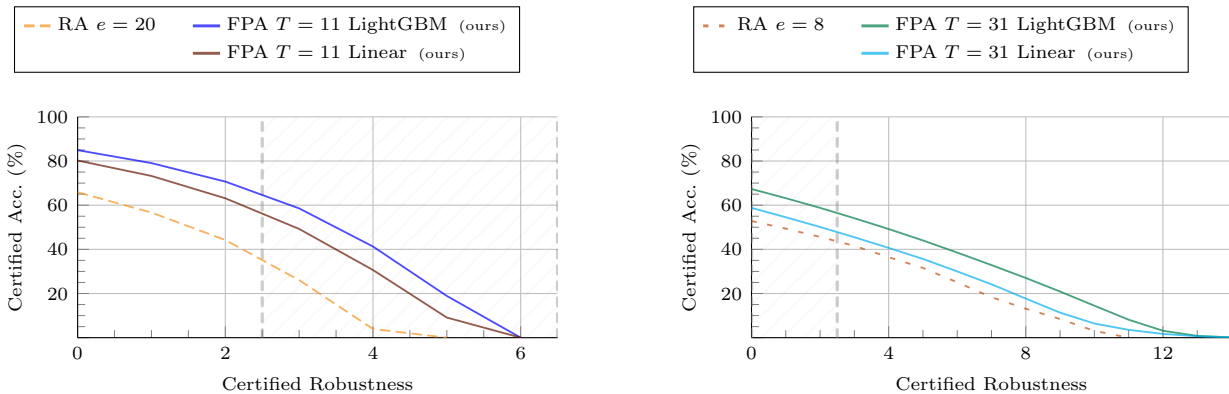 RA e = 20
FPA T = 11 LightGBM (ours)
FPA T = 11 Linear (ours)
100
80
60
40
20
Certified Acc. (%)
0 2 4 6
Certified Robustness
RA e = 8
FPA T = 31 LightGBM (ours)
FPA T = 31 Linear (ours)
100
80
60
40
20
Certified Acc. (%)
0 4 8 12
Certified Robustness